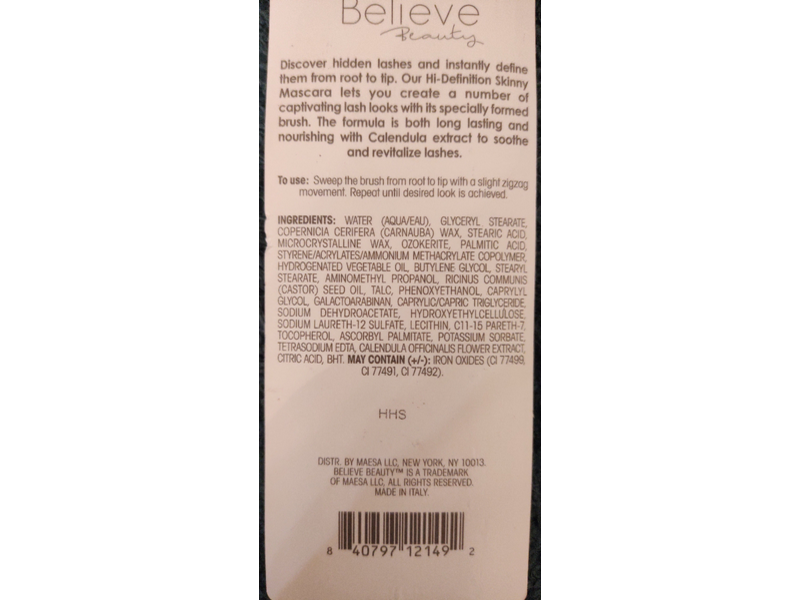 Believe
Beauty
Discover hidden lashes and instantly define
them from root to tip. Our Hi-Definition Skinny
Mascara lets you create a number of
captivating lash looks with its specially formed
brush. The formula is both long lasting and
nourishing with Calendula extract to soothe
and revitalize lashes.
To use: Sweep the brush from root to tip with a slight zigzag
movement. Repeat until desired look is achieved.
INGREDIENTS: WATER (AQUA/EAU), GLYCERYL STEARATE,
COPERNICIA CERIFERA (CARNAUBA) WAX, STEARIC ACID,
MICROCRYSTALLINE WAX, OZOKERITE, PALMITIC ACID,
STYRENE/ACRYLATES/AMMONIUM METHACRYLATE COPOLYMER,
HYDROGENATED VEGETABLE OIL, BUTYLENE GLYCOL, STEARYL
STEARATE, AMINOMETHYL PROPANOL, RICINUS COMMUNIS
(CASTOR) SEED OIL, TALC, PHENOXYETHANOL, CAPRYLYL
GLYCOL, GALACTOARABINAN, CAPRYLIC/CAPRIC TRIGLYCERIDE,
SODIUM DEHYDROACETATE, HYDROXYETHYLCELLULOSE,
SODIUM LAURETH-12 SULFATE, LECITHIN, C11-15 PARETH-7,
TOCOPHEROL, ASCORBYL PALMITATE, POTASSIUM SORBATE,
TETRASODIUM EDTA, CALENDULA OFFICINALIS FLOWER EXTRACT,
CITRIC ACID, BHT. MAY CONTAIN (+/-): IRON OXIDES (CI 77499,
CI 77491, CI 77492).
HHS
DISTR. BY MAESA LLC, NEW YORK, NY 10013.
BELIEVE BEAUTY™ IS A TRADEMARK
OF MAESA LLC. ALL RIGHTS RESERVED.
MADE IN ITALY.
8 40797 12149 2